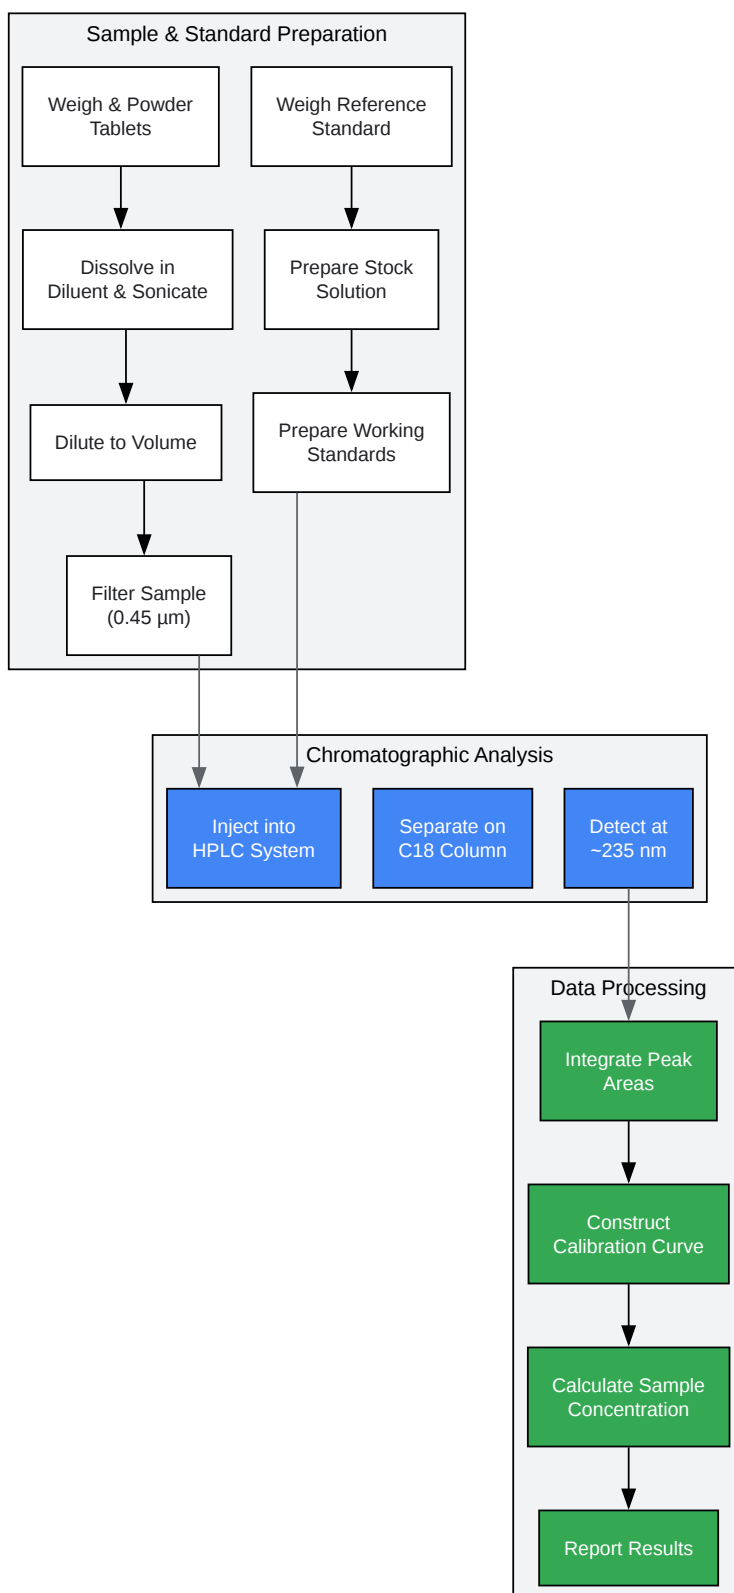 Sample & Standard Preparation
Weigh & Powder
Tablets
Weigh Reference
Standard
Dissolve in
Diluent & Sonicate
Prepare Stock
Solution
Dilute to Volume
Prepare Working
Standards
Filter Sample
(0.45 µm)
Chromatographic Analysis
Inject into
HPLC System
Separate on
C18 Column
Detect at
~235 nm
Data Processing
Integrate Peak
Areas
Construct
Calibration Curve
Calculate Sample
Concentration
Report Results